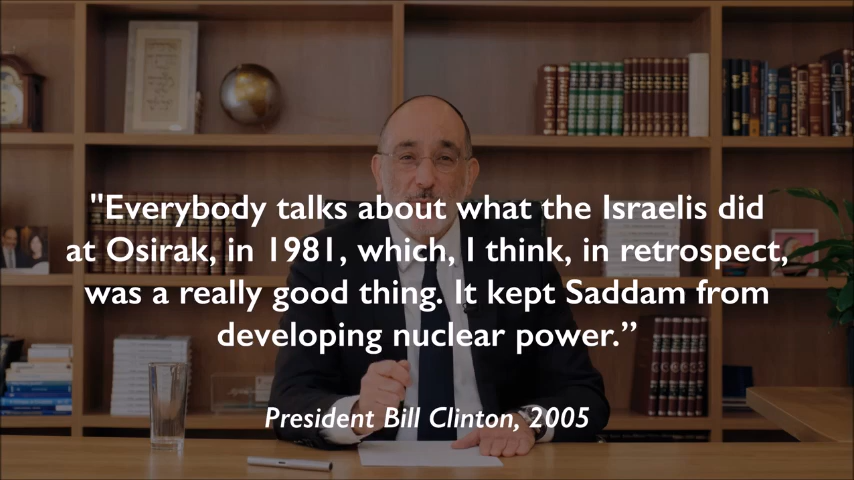 "Everybody talks about what the Israelis did
at Osirak, in 1981, which, I think, in retrospect,
was a really good thing. It kept Saddam from
developing nuclear power.”
President Bill Clinton, 2005